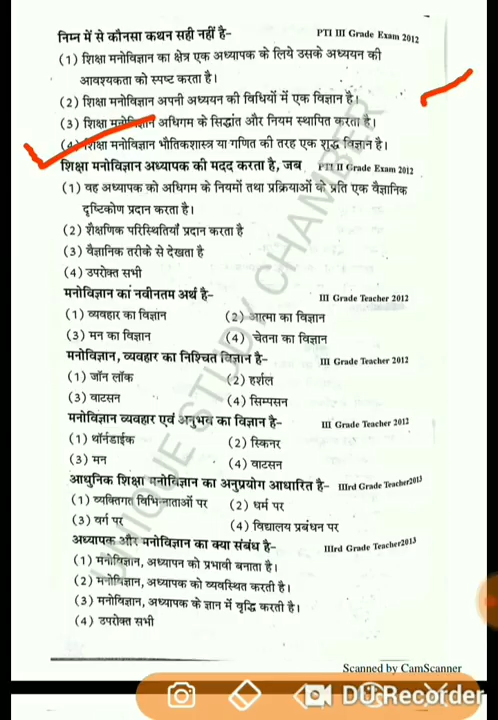 निम्न में से कौनसा कथन सही नहीं है- PTI III Grade Exam 2012
(1) शिक्षा मनोविज्ञान का क्षेत्र एक अध्यापक के लिये उसके अध्ययन की
आवश्यकता को स्पष्ट करता है।
(2) शिक्षा मनोविज्ञान अपनी अध्ययन की विधियों में एक विज्ञान है।
(3) शिक्षा मनोविज्ञान अधिगम के सिद्धांत और नियम स्थापित करता है।
(4) शिक्षा मनोविज्ञान भौतिकशास्त्र या गणित की तरह एक शुद्ध विज्ञान है।
शिक्षा मनोविज्ञान अध्यापक की मदद करता है, जब PTI II Grade Exam 2012
(1) वह अध्यापक को अधिगम के नियमों तथा प्रक्रियाओं के प्रति एक वैज्ञानिक
दृष्टिकोण प्रदान करता है।
(2) शैक्षणिक परिस्थितियाँ प्रदान करता है
(3) वैज्ञानिक तरीके से देखता है
(4) उपरोक्त सभी
मनोविज्ञान का नवीनतम अर्थ है- III Grade Teacher 2012
(1) व्यवहार का विज्ञान (2) आत्मा का विज्ञान
(3) मन का विज्ञान (4) चेतना का विज्ञान
मनोविज्ञान, व्यवहार का निश्चित विज्ञान है- III Grade Teacher 2012
(1) जॉन लॉक (2) हर्शल
(3) वाटसन (4) सिम्पसन
मनोविज्ञान व्यवहार एवं अनुभव का विज्ञान है- III Grade Teacher 2012
(1) थॉर्नडाईक (2) स्किनर
(3) मन (4) वाटसन
आधुनिक शिक्षा मनोविज्ञान का अनुप्रयोग आधारित है- IIIrd Grade Teacher2013
(1) व्यक्तिगत विभिन्नताओं पर (2) धर्म पर
(3) वर्ग पर (4) विद्यालय प्रबंधन पर
अध्यापक और मनोविज्ञान का क्या संबंध है- IIIrd Grade Teacher2013
(1) मनोविज्ञान, अध्यापन को प्रभावी बनाता है।
(2) मनोविज्ञान, अध्यापक को व्यवस्थित करती है।
(3) मनोविज्ञान, अध्यापक के ज्ञान में वृद्धि करती है।
(4) उपरोक्त सभी
UNIQUE STUDY CHAMBER
Scanned by CamScanner
DU Recorder